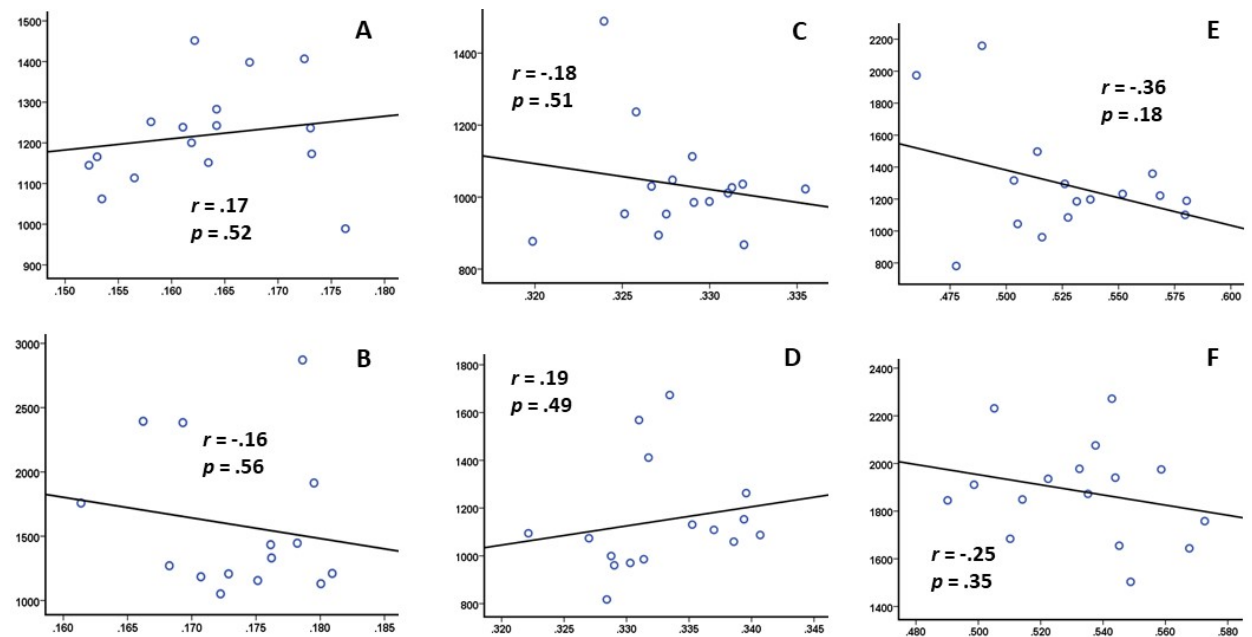 A
r = .17
p = .52
1500
1400
1300
1200
1100
1000
900
.150 .155 .160 .165 .170 .175 .180
C
r = -.18
p = .51
1400
1200
1000
800
.320 .325 .330 .335
E
r = -.36
p = .18
2200
2000
1800
1600
1400
1200
1000
800
.475 .500 .525 .550 .575 .600
B
r = -.16
p = .56
3000
2500
2000
1500
1000
.160 .165 .170 .175 .180 .185
D
r = .19
p = .49
1800
1600
1400
1200
1000
800
.320 .325 .330 .335 .340 .345
F
r = -.25
p = .35
2400
2200
2000
1800
1600
1400
.480 .500 .520 .540 .560 .580